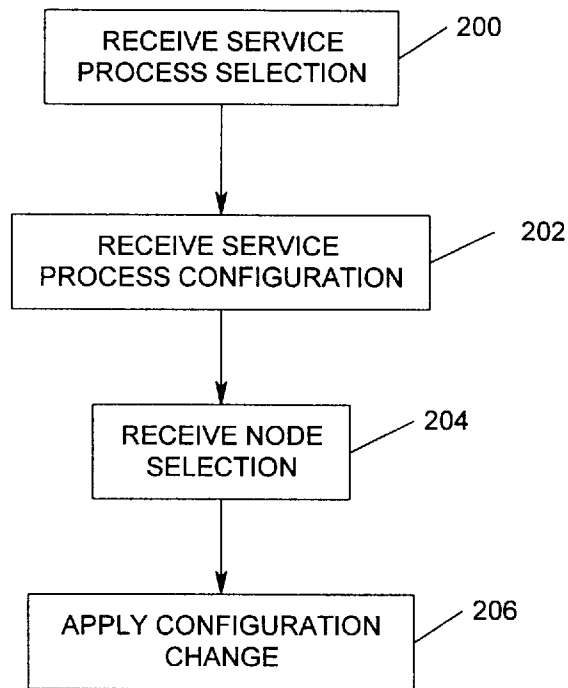 RECEIVE SERVICE
PROCESS SELECTION
200
RECEIVE SERVICE
PROCESS CONFIGURATION
202
RECEIVE NODE
SELECTION
204
APPLY CONFIGURATION
CHANGE
206